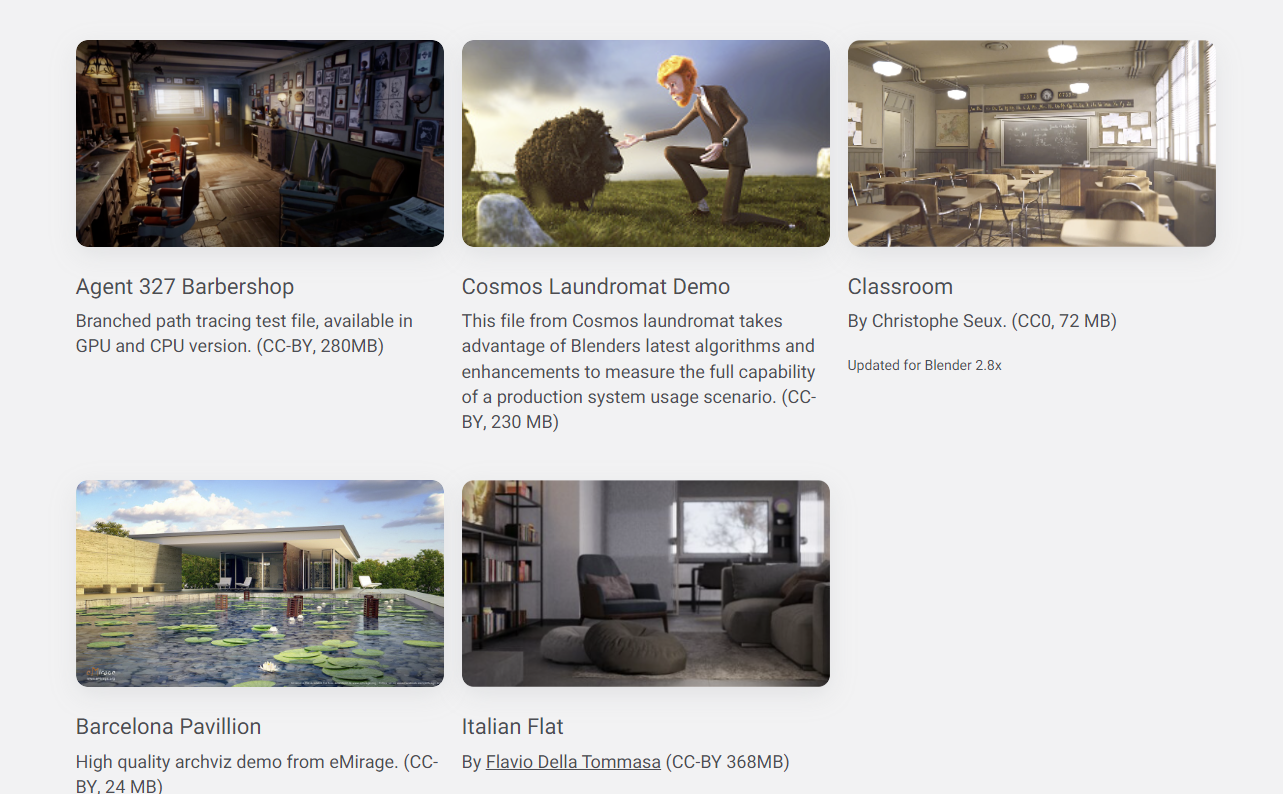 Agent 327 Barbershop
Branched path tracing test file, available in
GPU and CPU version. (CC-BY, 280MB)
Cosmos Laundromat Demo
This file from Cosmos laundromat takes
advantage of Blenders latest algorithms and
enhancements to measure the full capability
of a production system usage scenario. (CC-
BY, 230 MB)
Classroom
By Christophe Seux. (CC0, 72 MB)
Updated for Blender 2.8x
Barcelona Pavillion
High quality archviz demo from eMirage. (CC-
BY, 24 MB)
Italian Flat
By Flavio Della Tommasa (CC-BY 368MB)